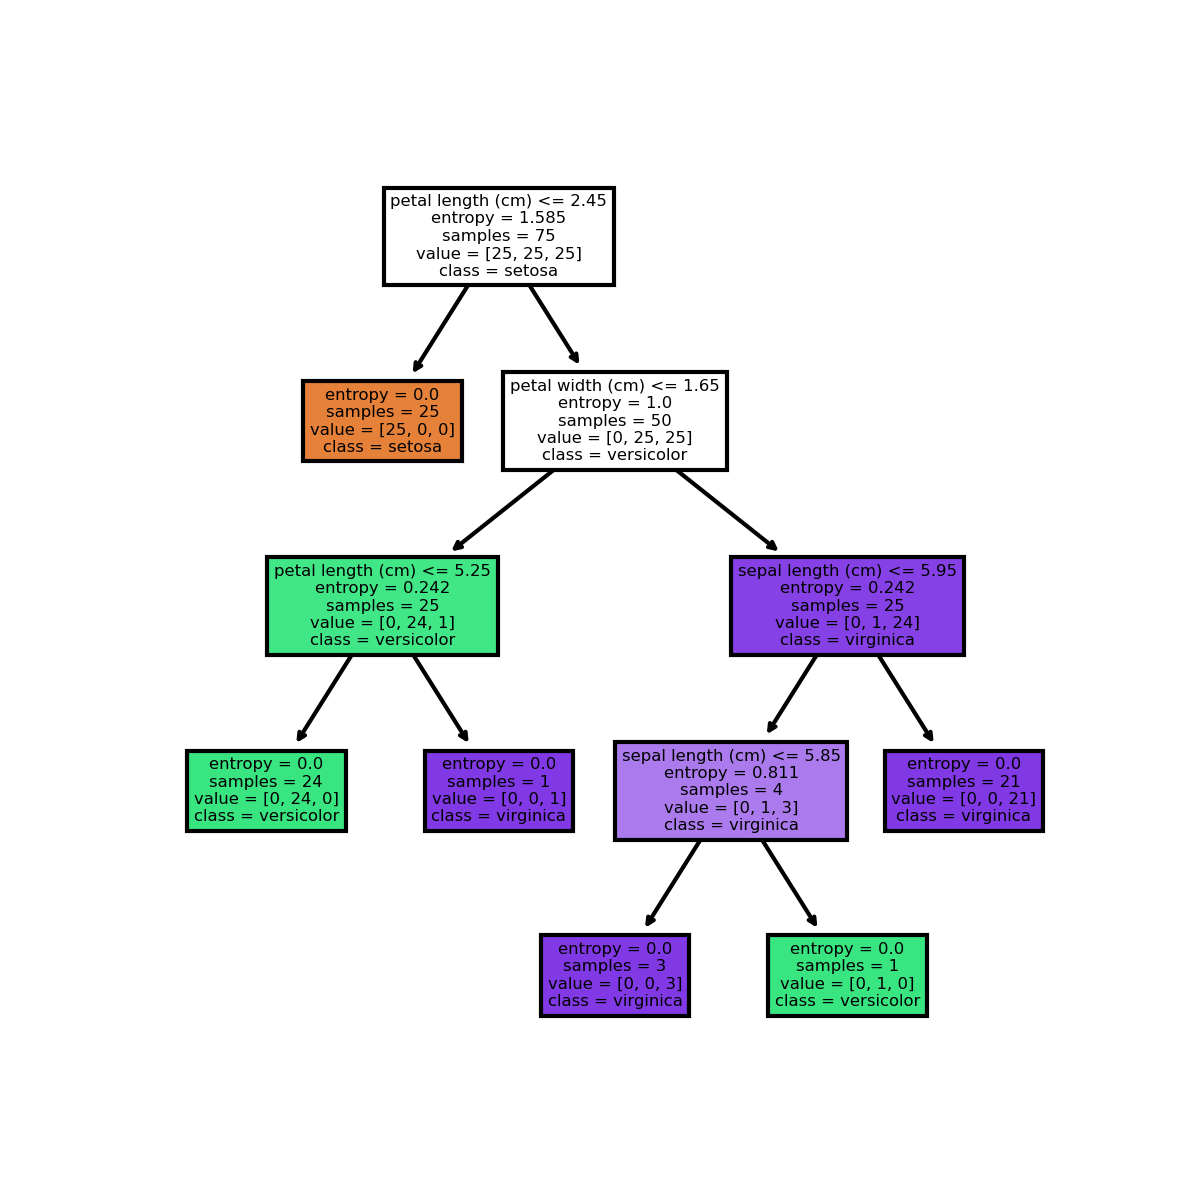 petal length (cm) <= 2.45
entropy = 1.585
samples = 75
value = [25, 25, 25]
class = setosa
entropy = 0.0
samples = 25
value = [25, 0, 0]
class = setosa
petal width (cm) <= 1.65
entropy = 1.0
samples = 50
value = [0, 25, 25]
class = versicolor
petal length (cm) <= 5.25
entropy = 0.242
samples = 25
value = [0, 24, 1]
class = versicolor
sepal length (cm) <= 5.95
entropy = 0.242
samples = 25
value = [0, 1, 24]
class = virginica
entropy = 0.0
samples = 24
value = [0, 24, 0]
class = versicolor
entropy = 0.0
samples = 1
value = [0, 0, 1]
class = virginica
sepal length (cm) <= 5.85
entropy = 0.811
samples = 4
value = [0, 1, 3]
class = virginica
entropy = 0.0
samples = 21
value = [0, 0, 21]
class = virginica
entropy = 0.0
samples = 3
value = [0, 0, 3]
class = virginica
entropy = 0.0
samples = 1
value = [0, 1, 0]
class = versicolor